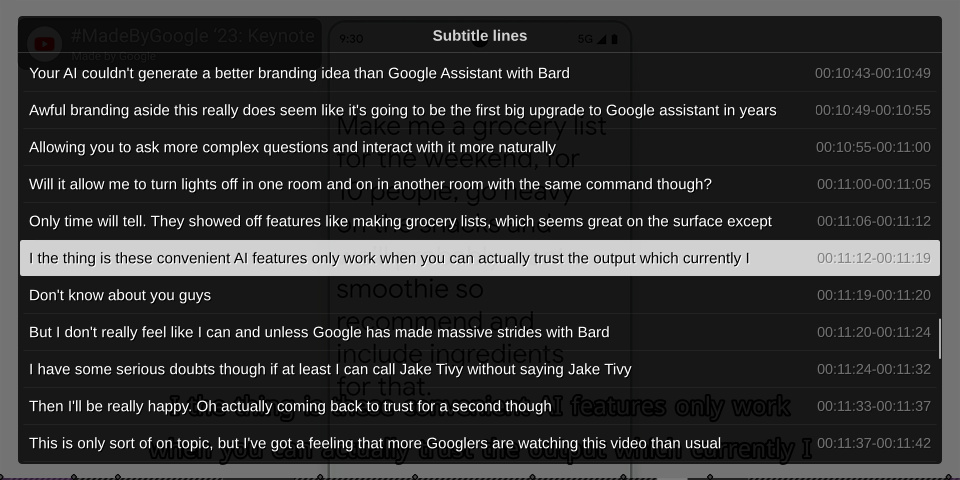 #MadeByGoogle '23: Keynote
Made by Google
9:30
5G
Subtitle lines
Your AI couldn't generate a better branding idea than Google Assistant with Bard 00:10:43-00:10:49
Awful branding aside this really does seem like it's going to be the first big upgrade to Google assistant in years 00:10:49-00:10:55
Allowing you to ask more complex questions and interact with it more naturally 00:10:55-00:11:00
Will it allow me to turn lights off in one room and on in another room with the same command though? 00:11:00-00:11:05
Only time will tell. They showed off features like making grocery lists, which seems great on the surface except 00:11:06-00:11:12
I the thing is these convenient AI features only work when you can actually trust the output which currently I 00:11:12-00:11:19
Don't know about you guys 00:11:19-00:11:20
But I don't really feel like I can and unless Google has made massive strides with Bard 00:11:20-00:11:24
I have some serious doubts though if at least I can call Jake Tivy without saying Jake Tivy 00:11:24-00:11:32
Then I'll be really happy. Oh actually coming back to trust for a second though 00:11:33-00:11:37
This is only sort of on topic, but I've got a feeling that more Googlers are watching this video than usual 00:11:37-00:11:42
Make me a grocery list
for the weekend, for
10 people, go heavy
on the snacks and
smoothie so
recommend and
include ingredients
for that.
I the thing is these convenient AI features only work
when you can actually trust the output which currently I